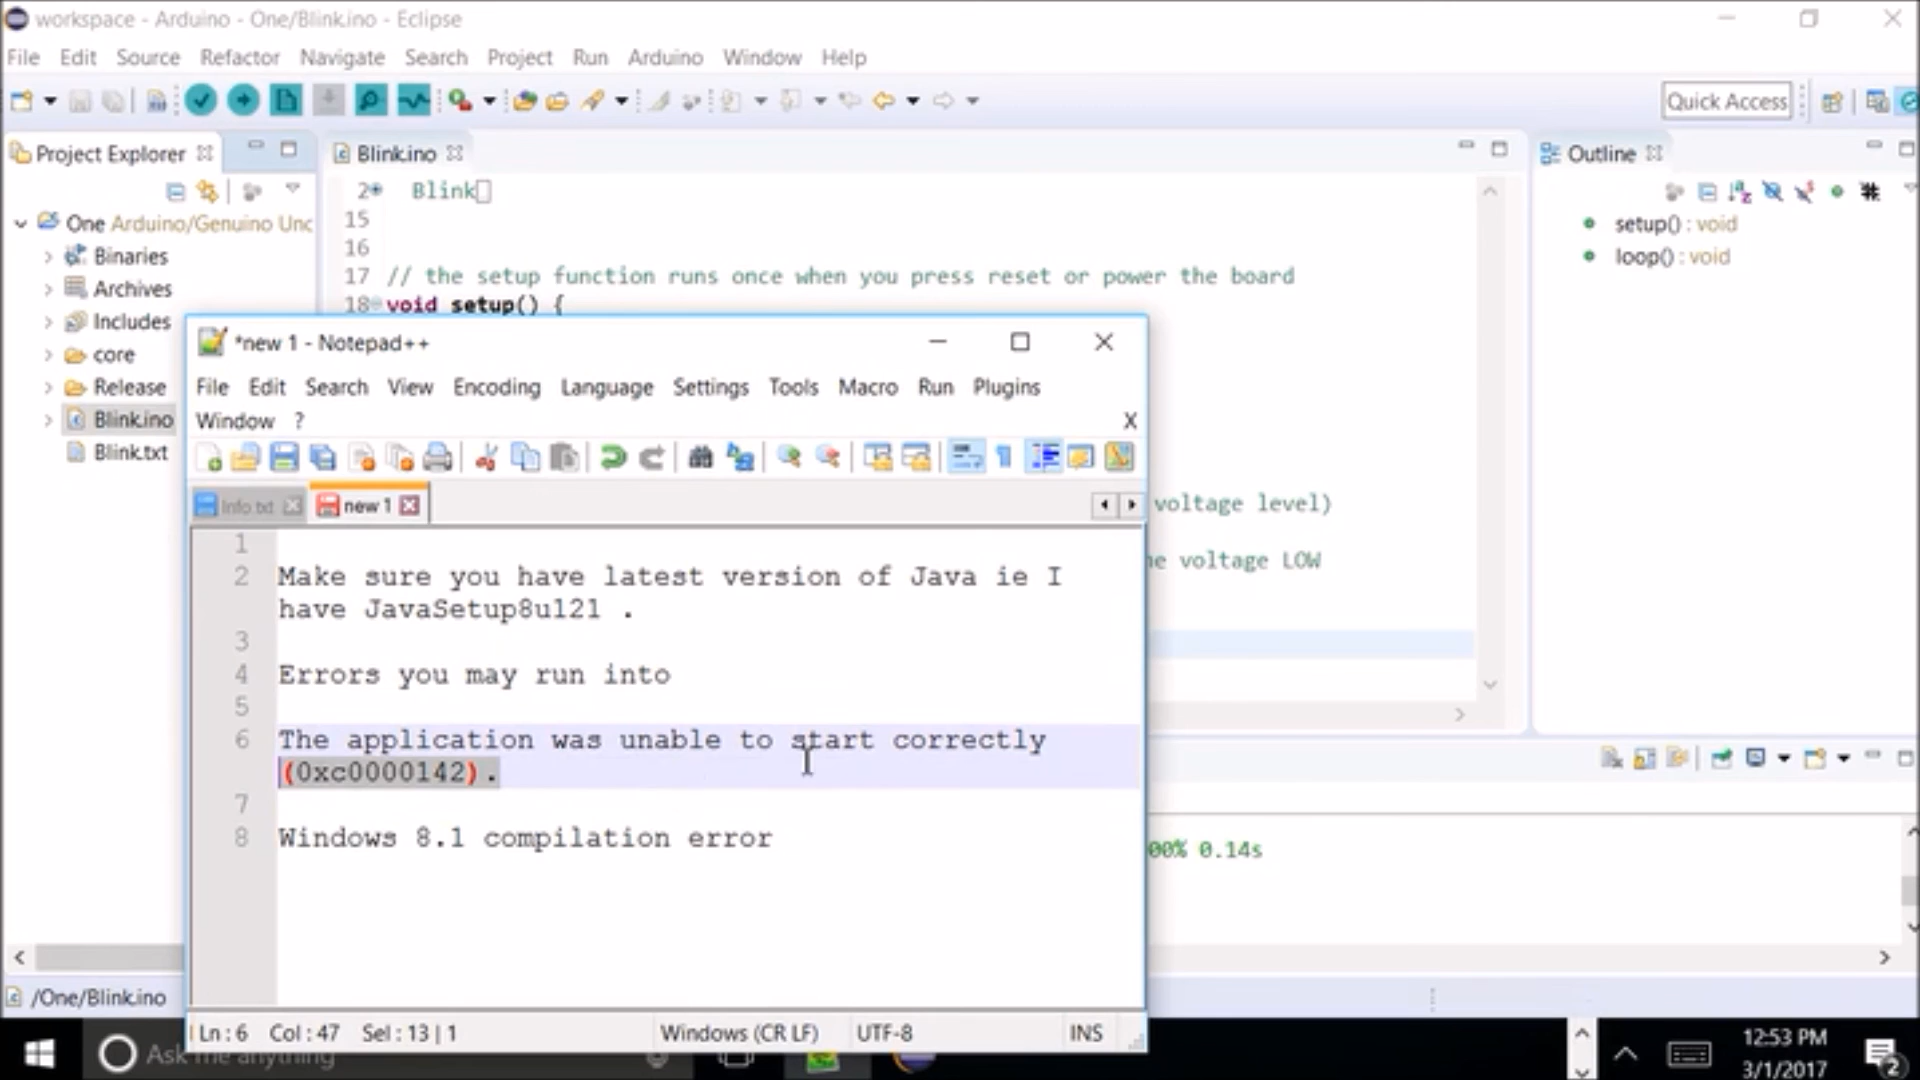 workspace - Arduino - One/Blink.ino - Eclipse
File Edit Source Refactor Navigate Search Project Run Arduino Window Help
Quick Access
Project Explorer
Blink.ino
Outline
2 Blink
15
16
17 // the setup function runs once when you press reset or power the board
18 void setup() {
One Arduino/Genuino Unc
Binaries
Archives
Includes
core
Release
Blink.ino
Blink.txt
setup() : void
loop() : void
*new 1 - Notepad++
File Edit Search View Encoding Language Settings Tools Macro Run Plugins
Window ? X
Info.txt new 1
1
2 Make sure you have latest version of Java ie I
have JavaSetup8u121 .
3
4 Errors you may run into
5
6 The application was unable to start correctly
(0xc0000142).
7
8 Windows 8.1 compilation error
voltage level)
voltage LOW
0.14s
/One/Blink.ino
Ln : 6 Col : 47 Sel : 13 | 1 Windows (CR LF) UTF-8 INS
Ask me anything
12:53 PM
3/1/2017
2